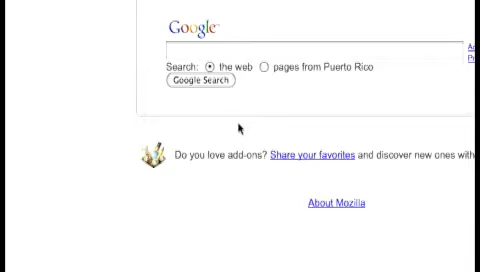 Google
Search: the web pages from Puerto Rico
Google Search
Do you love add-ons? Share your favorites and discover new ones with
About Mozilla